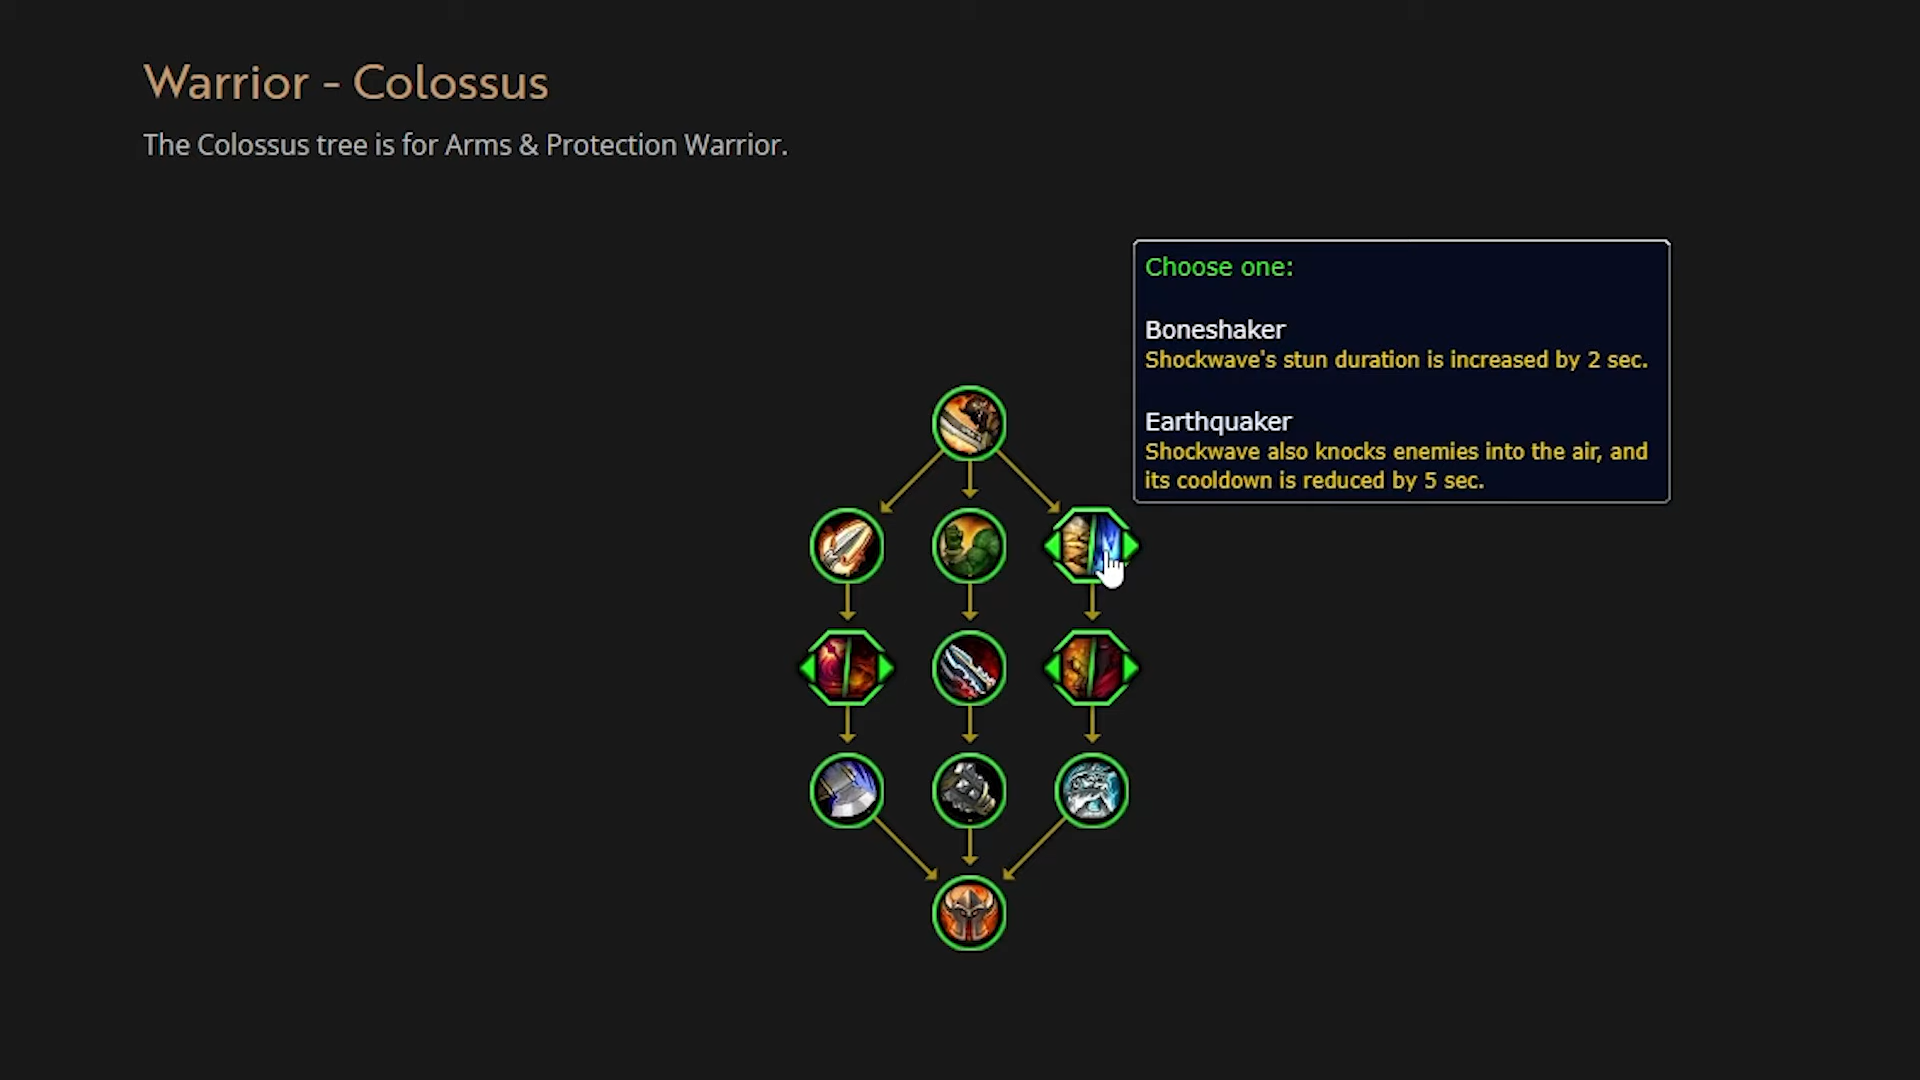 Warrior - Colossus
The Colossus tree is for Arms & Protection Warrior.
Choose one:
Boneshaker
Shockwave's stun duration is increased by 2 sec.
Earthquaker
Shockwave also knocks enemies into the air, and
its cooldown is reduced by 5 sec.